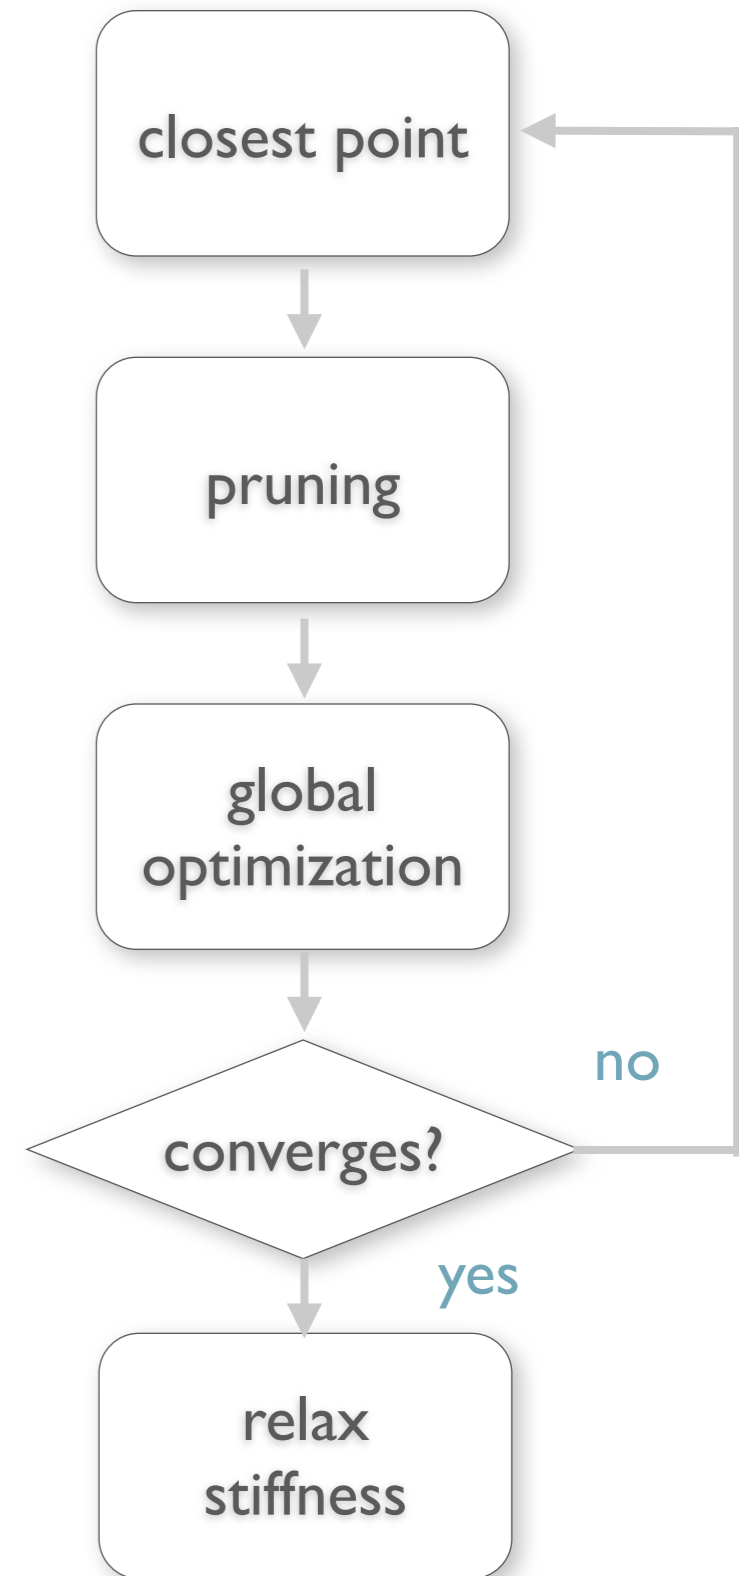 closest point
pruning
global
optimization
no
converges?
yes
relax
stiffness